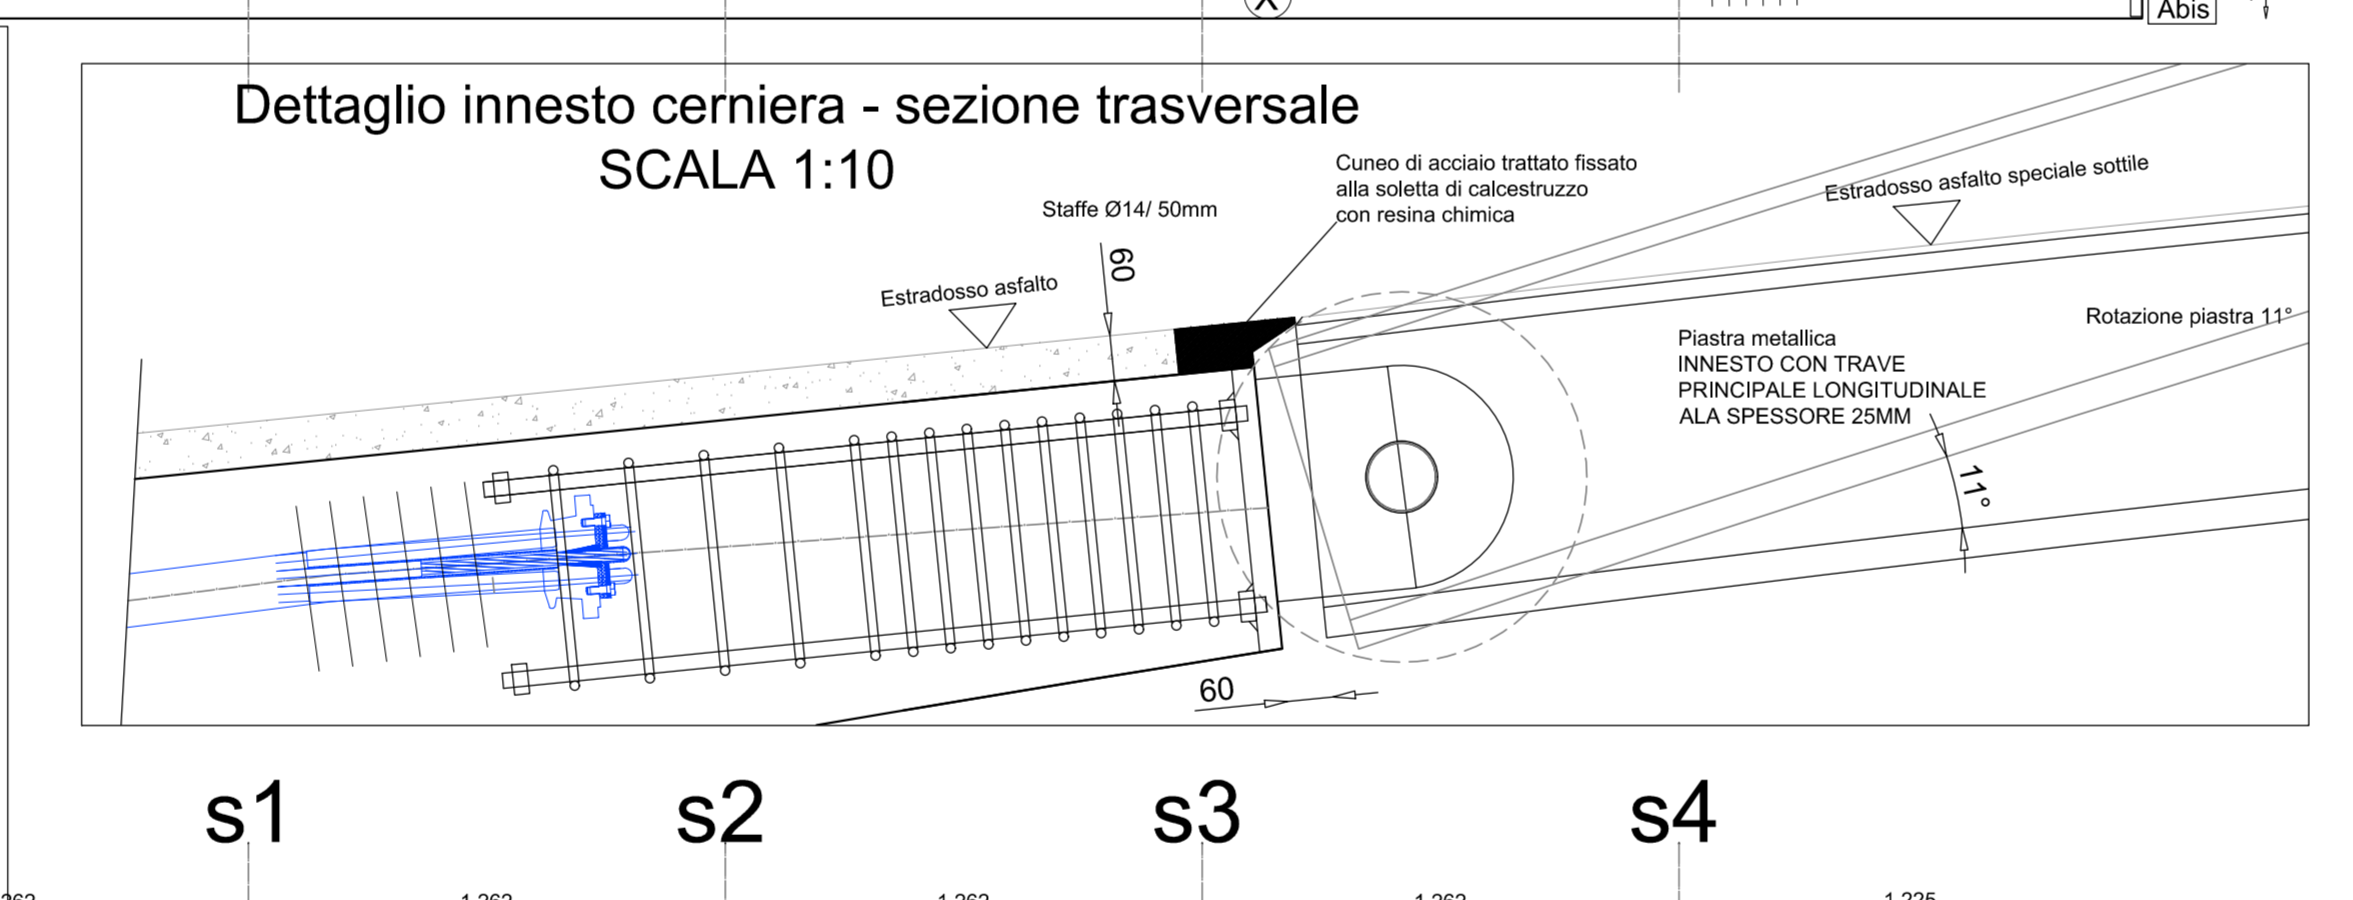 X
Abis
Dettaglio innesto cerniera - sezione trasversale
SCALA 1:10
Cuneo di acciaio trattato fissato
alla soletta di calcestruzzo
con resina chimica
Staffe Ø14/ 50mm
60
Estradosso asfalto
Estradosso asfalto speciale sottile
Rotazione piastra 11°
Piastra metallica
INNESTO CON TRAVE
PRINCIPALE LONGITUDINALE
ALA SPESSORE 25MM
11°
60
s1
s2
s3
s4